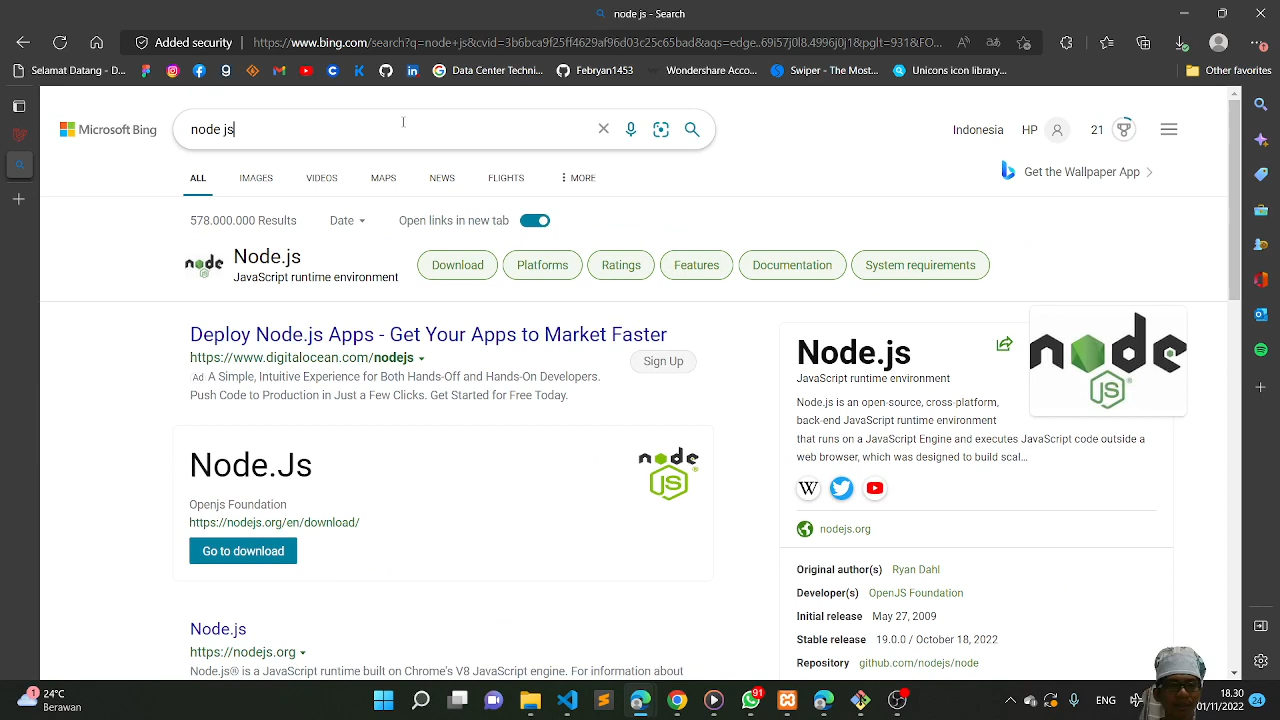 nodejs - Search
Added security
https://www.bing.com/search?q=node+js&cvid=3b6bca9f25ff4629af96d03c25c65bad&aqs=edge..69i57j0l8.4996j0j1&pglt=931&FO...
Selamat Datang - D...
Data Center Techni...
Febryan1453
Wondershare Accou...
Swiper - The Most...
Unicons icon library...
Other favorites
Microsoft Bing
node js
Indonesia
HP
21
ALL
IMAGES
VIDEOS
MAPS
NEWS
FLIGHTS
MORE
Get the Wallpaper App
578.000.000 Results
Date
Open links in new tab
node
Node.js
JavaScript runtime environment
Download
Platforms
Ratings
Features
Documentation
System requirements
Deploy Node.js Apps - Get Your Apps to Market Faster
https://www.digitalocean.com/nodejs
Ad A Simple, Intuitive Experience for Both Hands-Off and Hands-On Developers.
Push Code to Production in Just a Few Clicks. Get Started for Free Today.
Sign Up
Node.Js
Openjs Foundation
https://nodejs.org/en/download/
Go to download
node
JS
Node.js
https://nodejs.org
Node.js® is a JavaScript runtime built on Chrome's V8 JavaScript engine. For information about
Node.js
JavaScript runtime environment
Node.js is an open-source, cross-platform,
back-end JavaScript runtime environment
that runs on a JavaScript Engine and executes JavaScript code outside a
web browser, which was designed to build scal...
node
JS
W
nodejs.org
Original author(s) Ryan Dahl
Developer(s) OpenJS Foundation
Initial release May 27, 2009
Stable release 19.0.0 / October 18, 2022
Repository github.com/nodejs/node
1
24°C
Berawan
91
ENG
18.30
01/11/2022
24